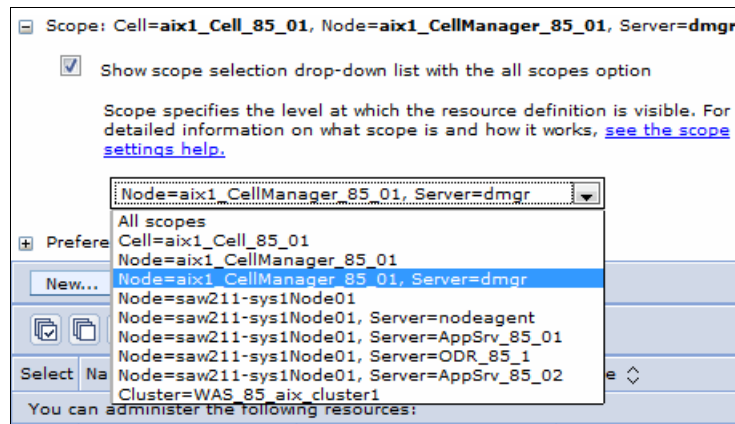 Scope: Cell=aix1_Cell_85_01, Node=aix1_CellManager_85_01, Server=dmgr
Show scope selection drop-down list with the all scopes option
Scope specifies the level at which the resource definition is visible. For
detailed information on what scope is and how it works, see the scope
settings help.
Node=aix1_CellManager_85_01, Server=dmgr
All scopes
Cell=aix1_Cell_85_01
Node=aix1_CellManager_85_01
Node=aix1_CellManager_85_01, Server=dmgr
Node=saw211-sys1Node01
Node=saw211-sys1Node01, Server=nodeagent
Node=saw211-sys1Node01, Server=AppSrv_85_01
Node=saw211-sys1Node01, Server=ODR_85_1
Node=saw211-sys1Node01, Server=AppSrv_85_02
Cluster=WAS_85_aix_cluster1
Prefere
New...
Select Na e
You can administer the following resources: